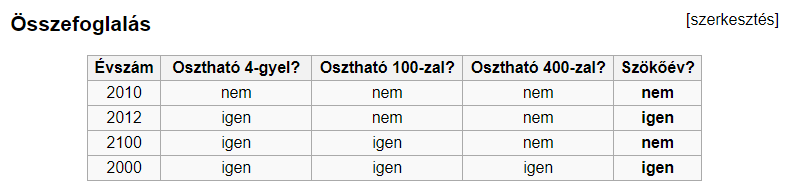 Összefoglalás [szerkesztés]
Évszám Osztható 4-gyel? Osztható 100-zal? Osztható 400-zal? Szökőév?
2010 nem nem nem nem
2012 igen nem nem igen
2100 igen igen nem nem
2000 igen igen igen igen